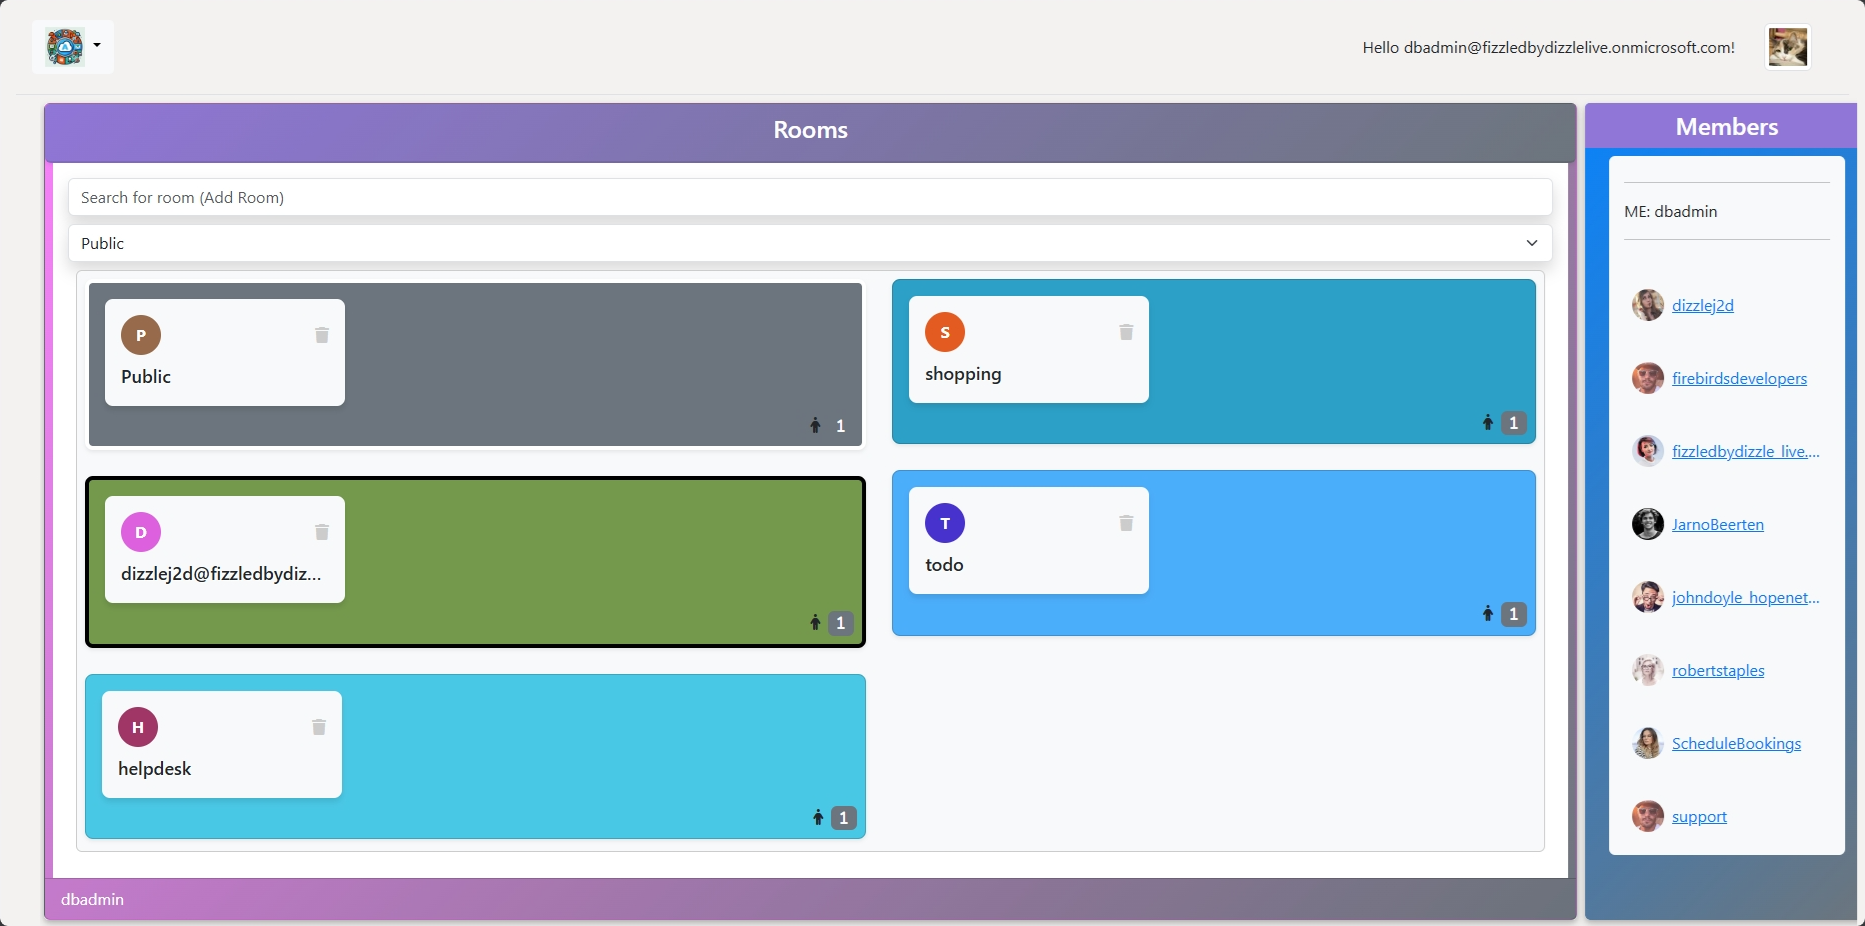 Hello dbadmin@fizzledbydizzlelive.onmicrosoft.com!
Rooms
Search for room (Add Room)
Public
P
Public
1
S
shopping
1
D
dizzlej2d@fizzledbydiz...
1
T
todo
1
H
helpdesk
1
dbadmin
Members
ME: dbadmin
dizzlej2d
firebirdsdevelopers
fizzledbydizzle_live....
JarnoBeerten
johndoyle_hopenet...
robertstaples
ScheduleBookings
support